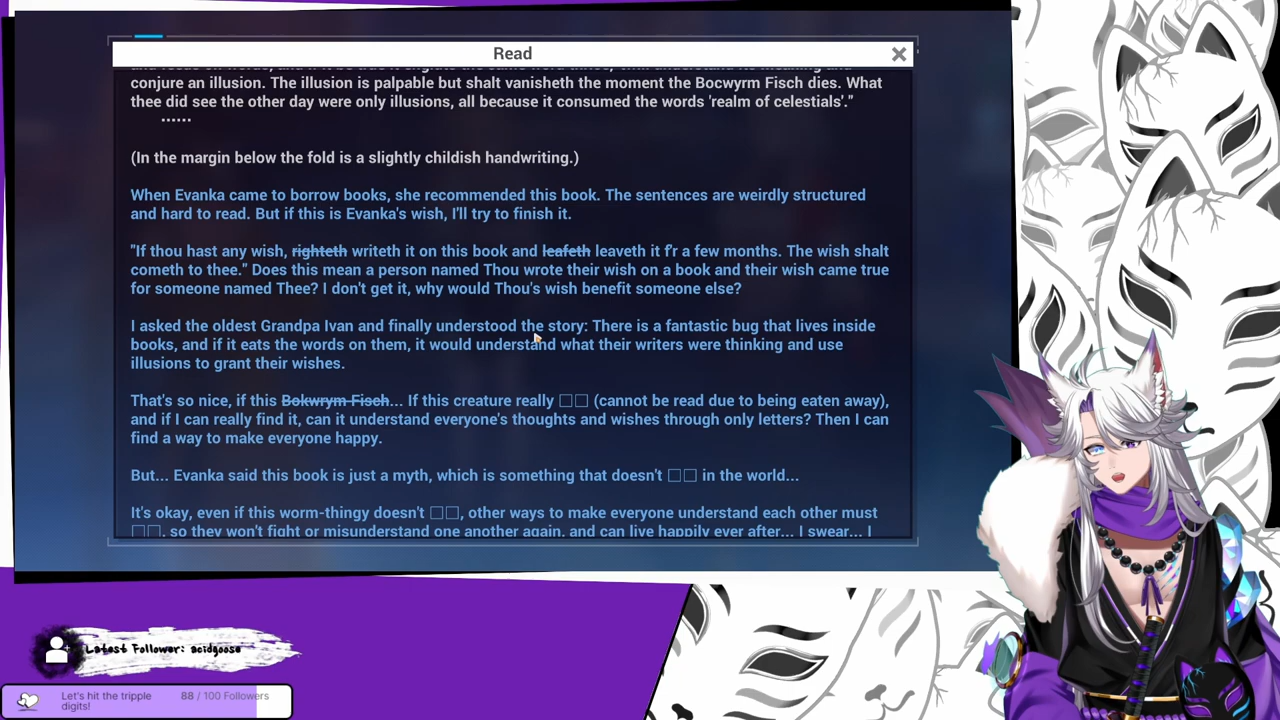 Read
conjure an illusion. The illusion is palpable but shalt vanisheth the moment the Bocwyrm Fisch dies. What
thee did see the other day were only illusions, all because it consumed the words 'realm of celestials'."
......
(In the margin below the fold is a slightly childish handwriting.)
When Evanka came to borrow books, she recommended this book. The sentences are weirdly structured
and hard to read. But if this is Evanka's wish, I'll try to finish it.
"If thou hast any wish, righteth writeth it on this book and leafeth leaveth it f'r a few months. The wish shalt
cometh to thee." Does this mean a person named Thou wrote their wish on a book and their wish came true
for someone named Thee? I don't get it, why would Thou's wish benefit someone else?
I asked the oldest Grandpa Ivan and finally understood the story: There is a fantastic bug that lives inside
books, and if it eats the words on them, it would understand what their writers were thinking and use
illusions to grant their wishes.
That's so nice, if this Bokwrym Fisch... If this creature really □□ (cannot be read due to being eaten away),
and if I can really find it, can it understand everyone's thoughts and wishes through only letters? Then I can
find a way to make everyone happy.
But... Evanka said this book is just a myth, which is something that doesn't □□ in the world...
It's okay, even if this worm-thingy doesn't □□, other ways to make everyone understand each other must
□□, so they won't fight or misunderstand one another again, and can live happily ever after... I swear... I
Latest Follower: acidgoose
Let's hit the tripple
digits!
88 / 100 Followers